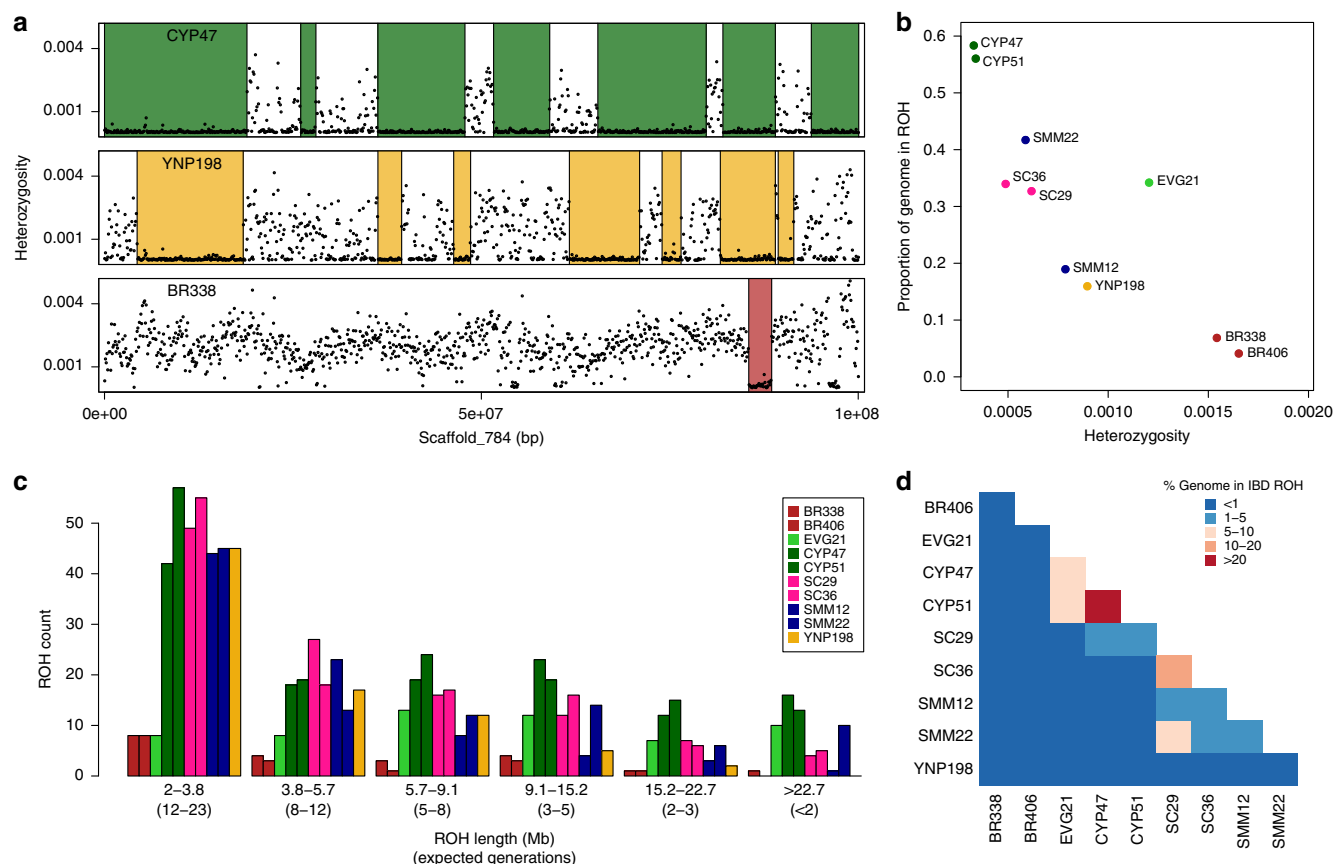 a
CYP47
0.004
0.001
YNP198
0.004
0.001
Heterozygosity
BR338
0.004
0.001
0e+00
5e+07
1e+08
Scaffold_784 (bp)
b
0.6
0.5
0.4
0.3
0.2
0.1
0.0
Proportion of genome in ROH
CYP47
CYP51
SMM22
SC36
SC29
EVG21
SMM12
YNP198
BR338
BR406
0.0005
0.0010
0.0015
0.0020
Heterozygosity
c
50
40
30
20
10
0
ROH count
BR338
BR406
EVG21
CYP47
CYP51
SC29
SC36
SMM12
SMM22
YNP198
2–3.8
(12–23)
3.8–5.7
(8–12)
5.7–9.1
(5–8)
9.1–15.2
(3–5)
15.2–22.7
(2–3)
>22.7
(<2)
ROH length (Mb)
(expected generations)
d
% Genome in IBD ROH
<1
1–5
5–10
10–20
>20
BR406
EVG21
CYP47
CYP51
SC29
SC36
SMM12
SMM22
YNP198
BR338
BR406
EVG21
CYP47
CYP51
SC29
SC36
SMM12
SMM22